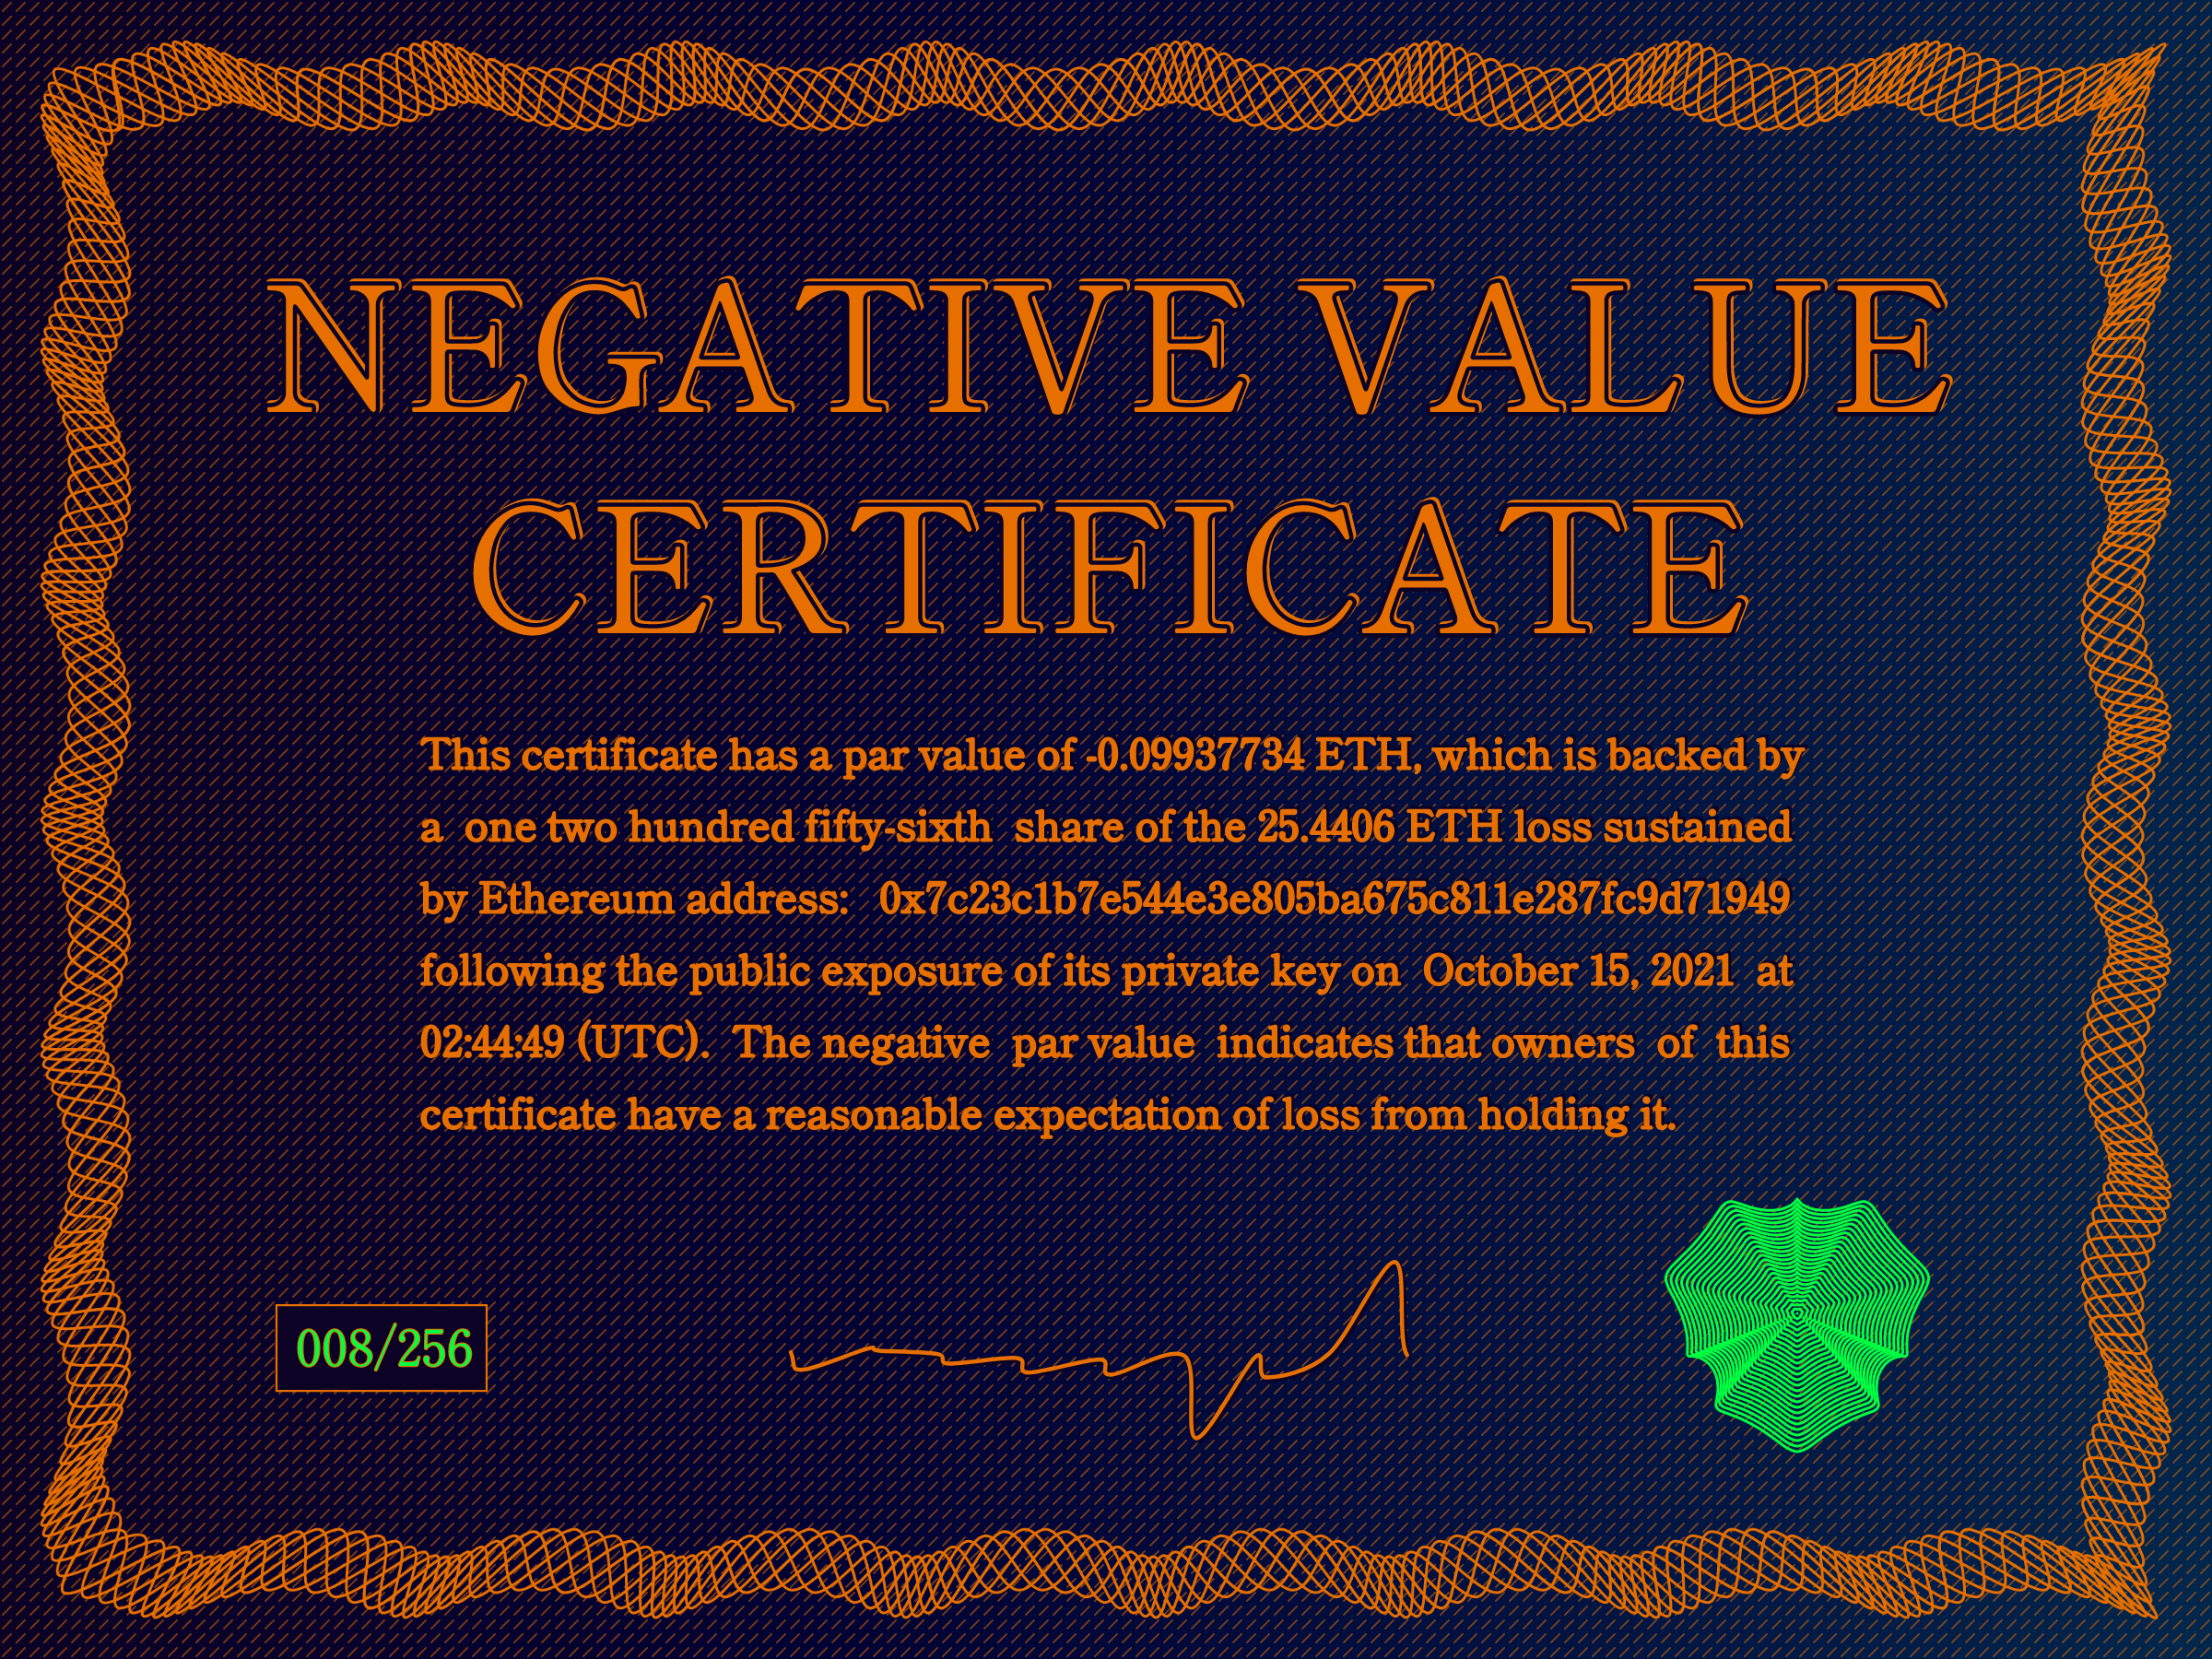 NEGATIVE VALUE
CERTIFICATE
This certificate has a par value of -0.09937734 ETH, which is backed by
a one two hundred fifty-sixth share of the 25.4406 ETH loss sustained
by Ethereum address: 0x7c23c1b7e544e3e805ba675c811e287fc9d71949
following the public exposure of its private key on October 15, 2021 at
02:44:49 (UTC). The negative par value indicates that owners of this
certificate have a reasonable expectation of loss from holding it.
008/256